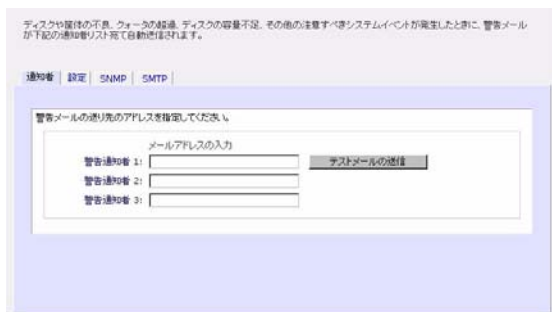 ディスクや筐体の不良、クォータの超過、ディスクの容量不足、その他の注意すべきシステムイベントが発生したときに、警告メール
が下記の通知者リスト宛て自動送信されます。
通知者 設定 SNMP SMTP
警告メールの送り先のアドレスを指定してください。
メールアドレスの入力
警告通知者 1: テストメールの送信
警告通知者 2:
警告通知者 3: